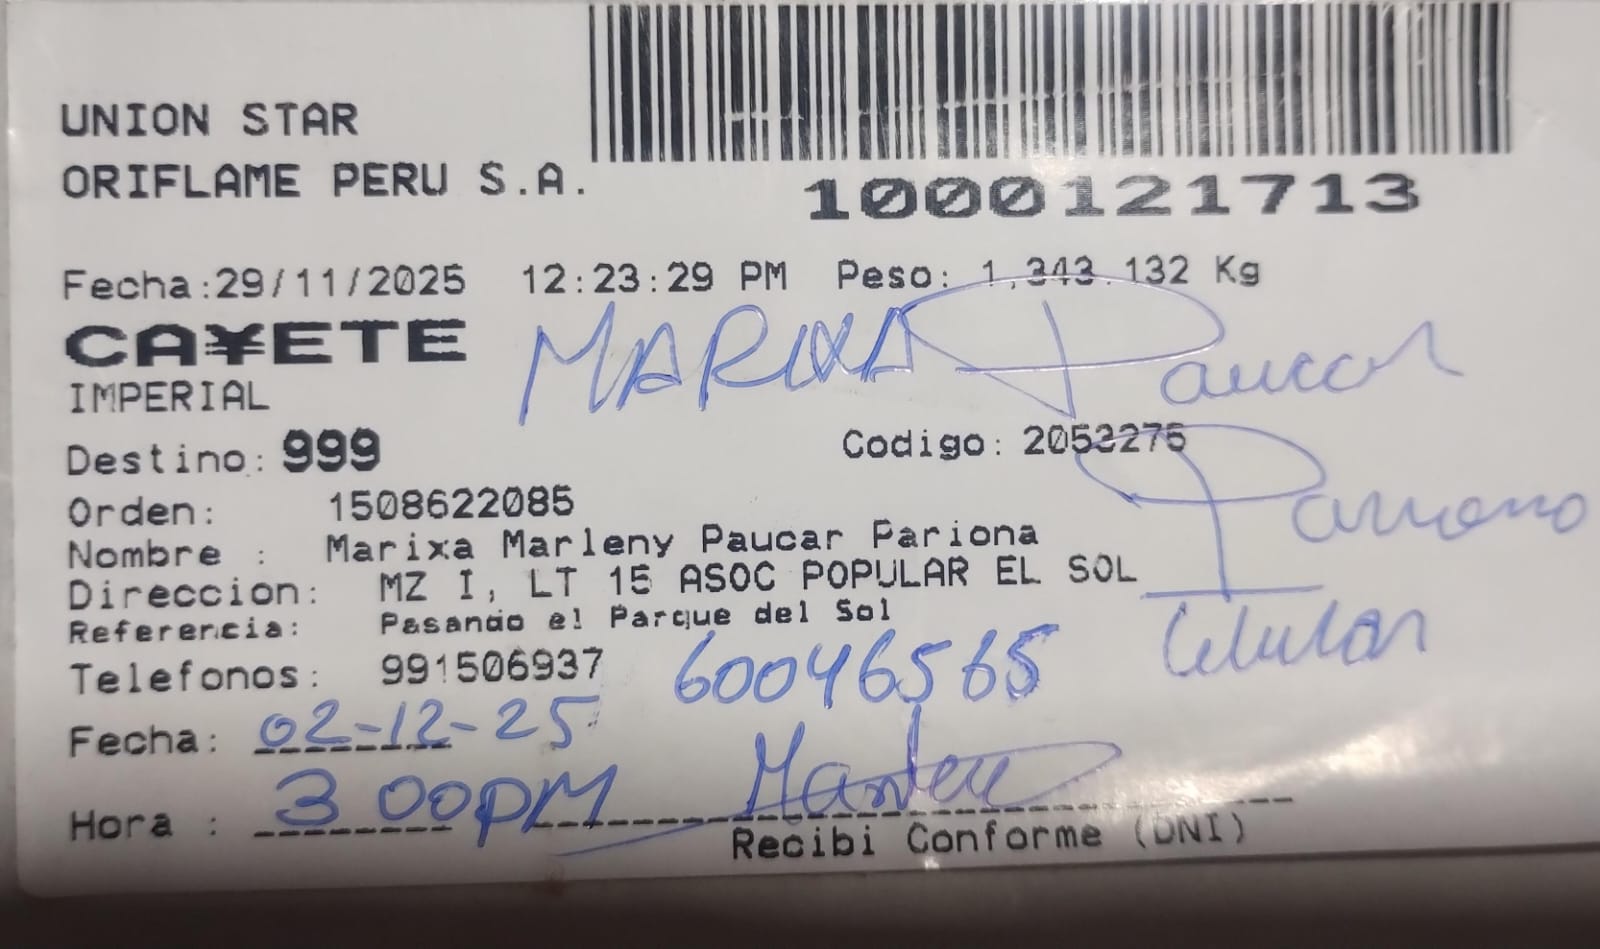 UNION STAR
ORIFLAME PERU S.A.
1000121713
Fecha:29/11/2025 12:23:29 PM Peso: 1,343.132 Kg
CA¥ETE
IMPERIAL
MARIXA Paucar
Destino: 999 Codigo: 2053275
Orden: 1508622085
Nombre : Marixa Marleny Paucar Pariona
Direccion: MZ I, LT 15 ASOC POPULAR EL SOL
Referencia: Pasando el Parque del Sol
Celular
Telefonos: 991506937 60046565
Fecha: 02-12-25
Hora : 3 00PM
Recibi Conforme (DNI)